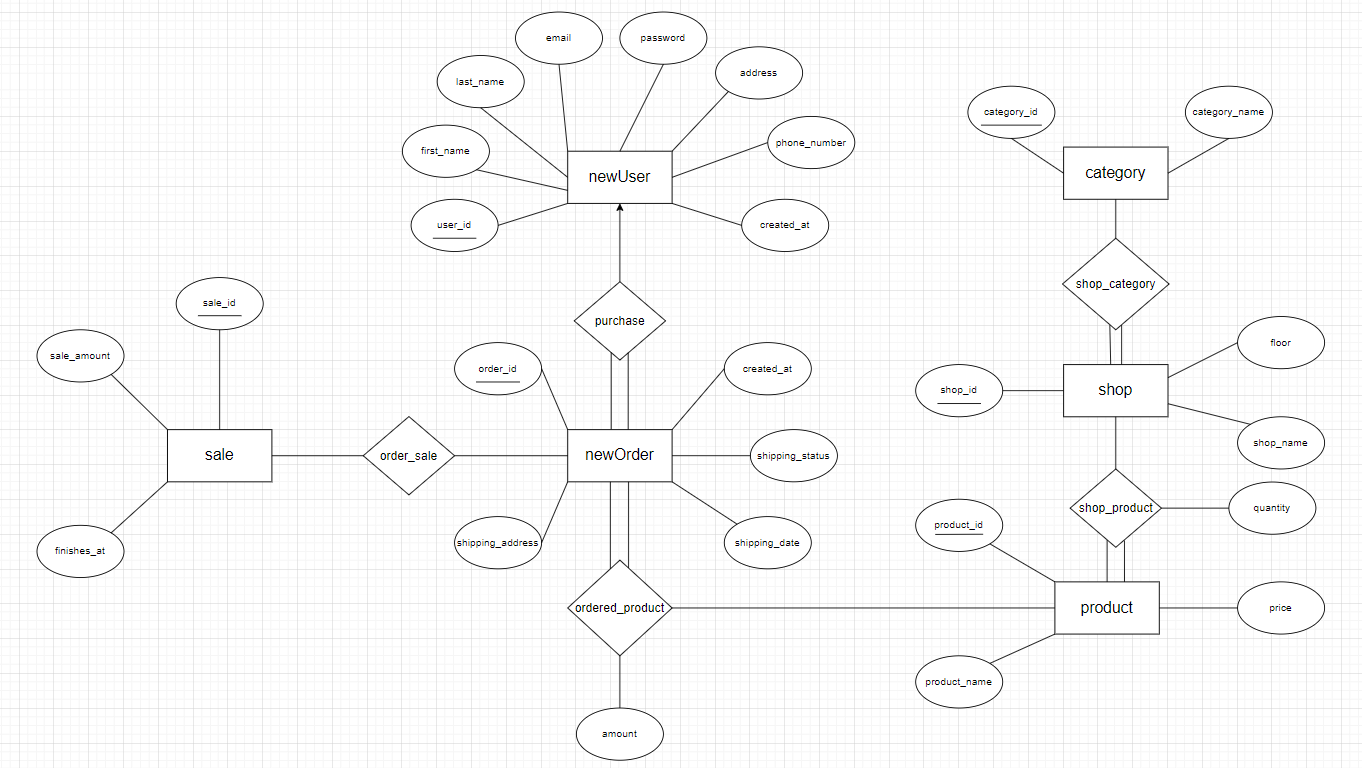 email
password
address
last_name
category_id
category_name
phone_number
first_name
newUser
category
user_id
created_at
shop_category
sale_id
purchase
floor
sale_amount
order_id
created_at
shop_id
shop
shop_name
sale
order_sale
newOrder
shipping_status
shop_product
quantity
product_id
shipping_address
shipping_date
finishes_at
ordered_product
product
price
product_name
amount